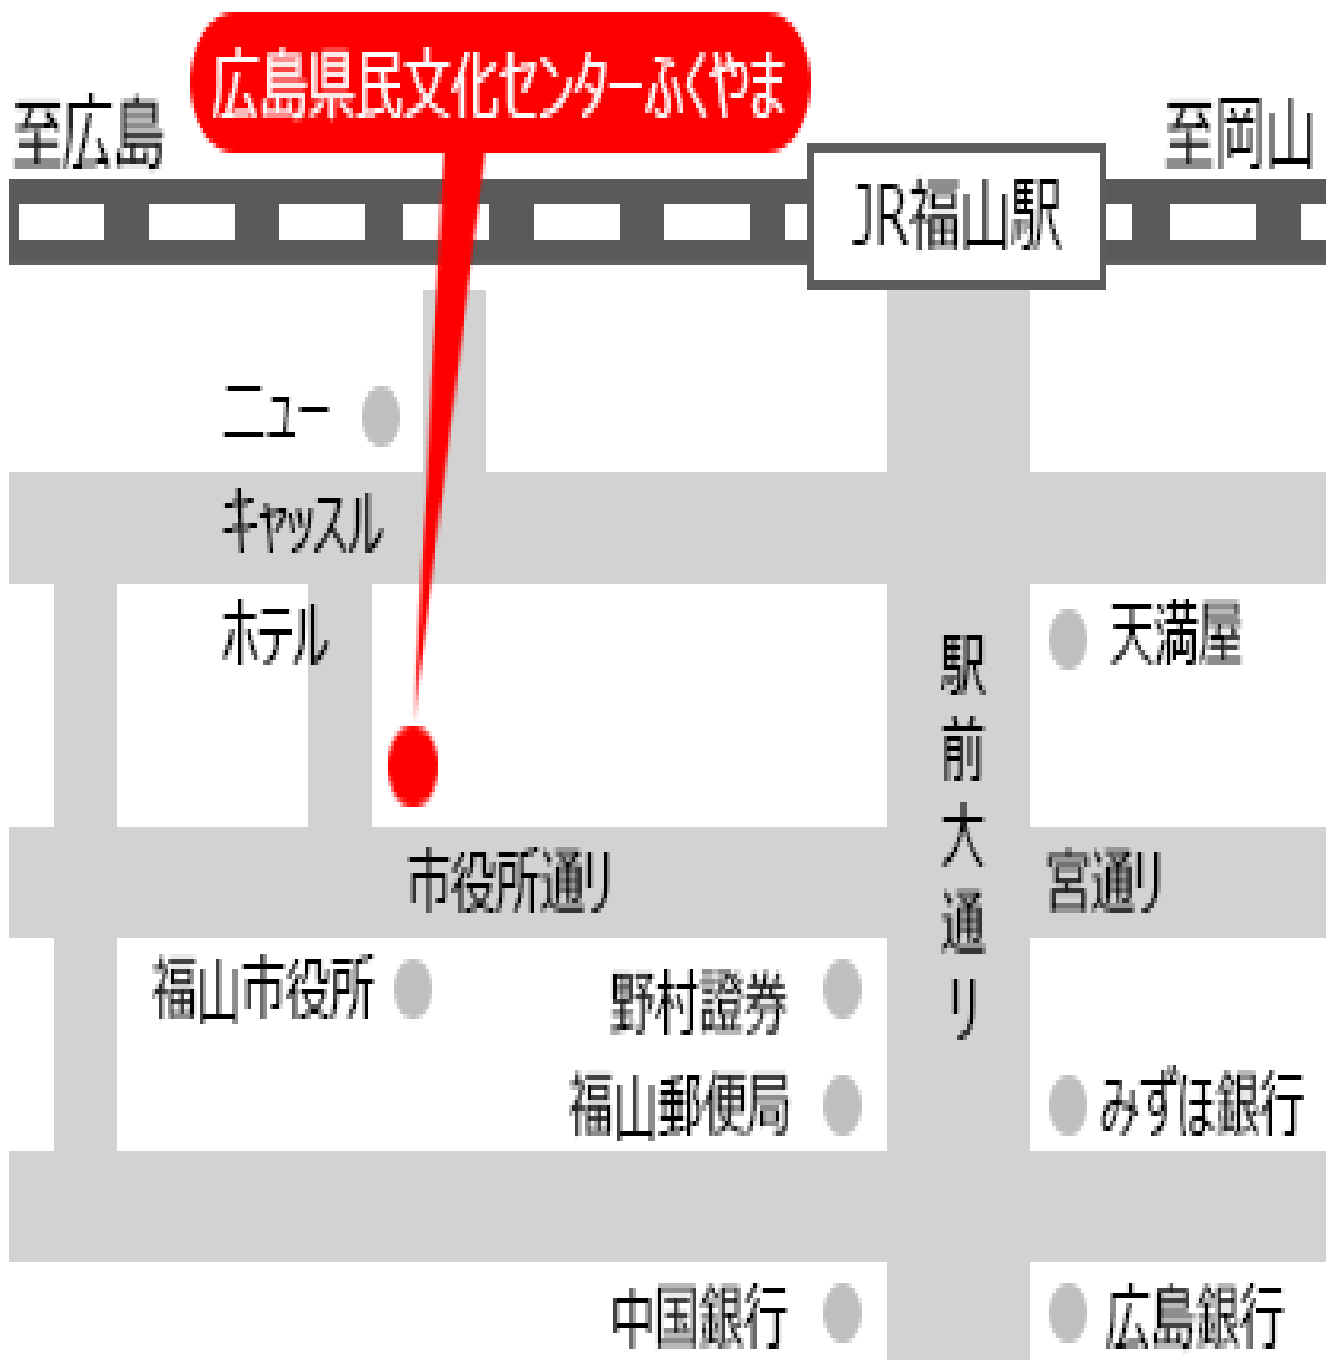 広島県民文化センターふくやま
至広島
至岡山
JR福山駅
ニュー
キャッスル
ホテル
天満屋
駅前大通り
市役所通り
宮通り
福山市役所
野村證券
福山郵便局
みずほ銀行
中国銀行
広島銀行